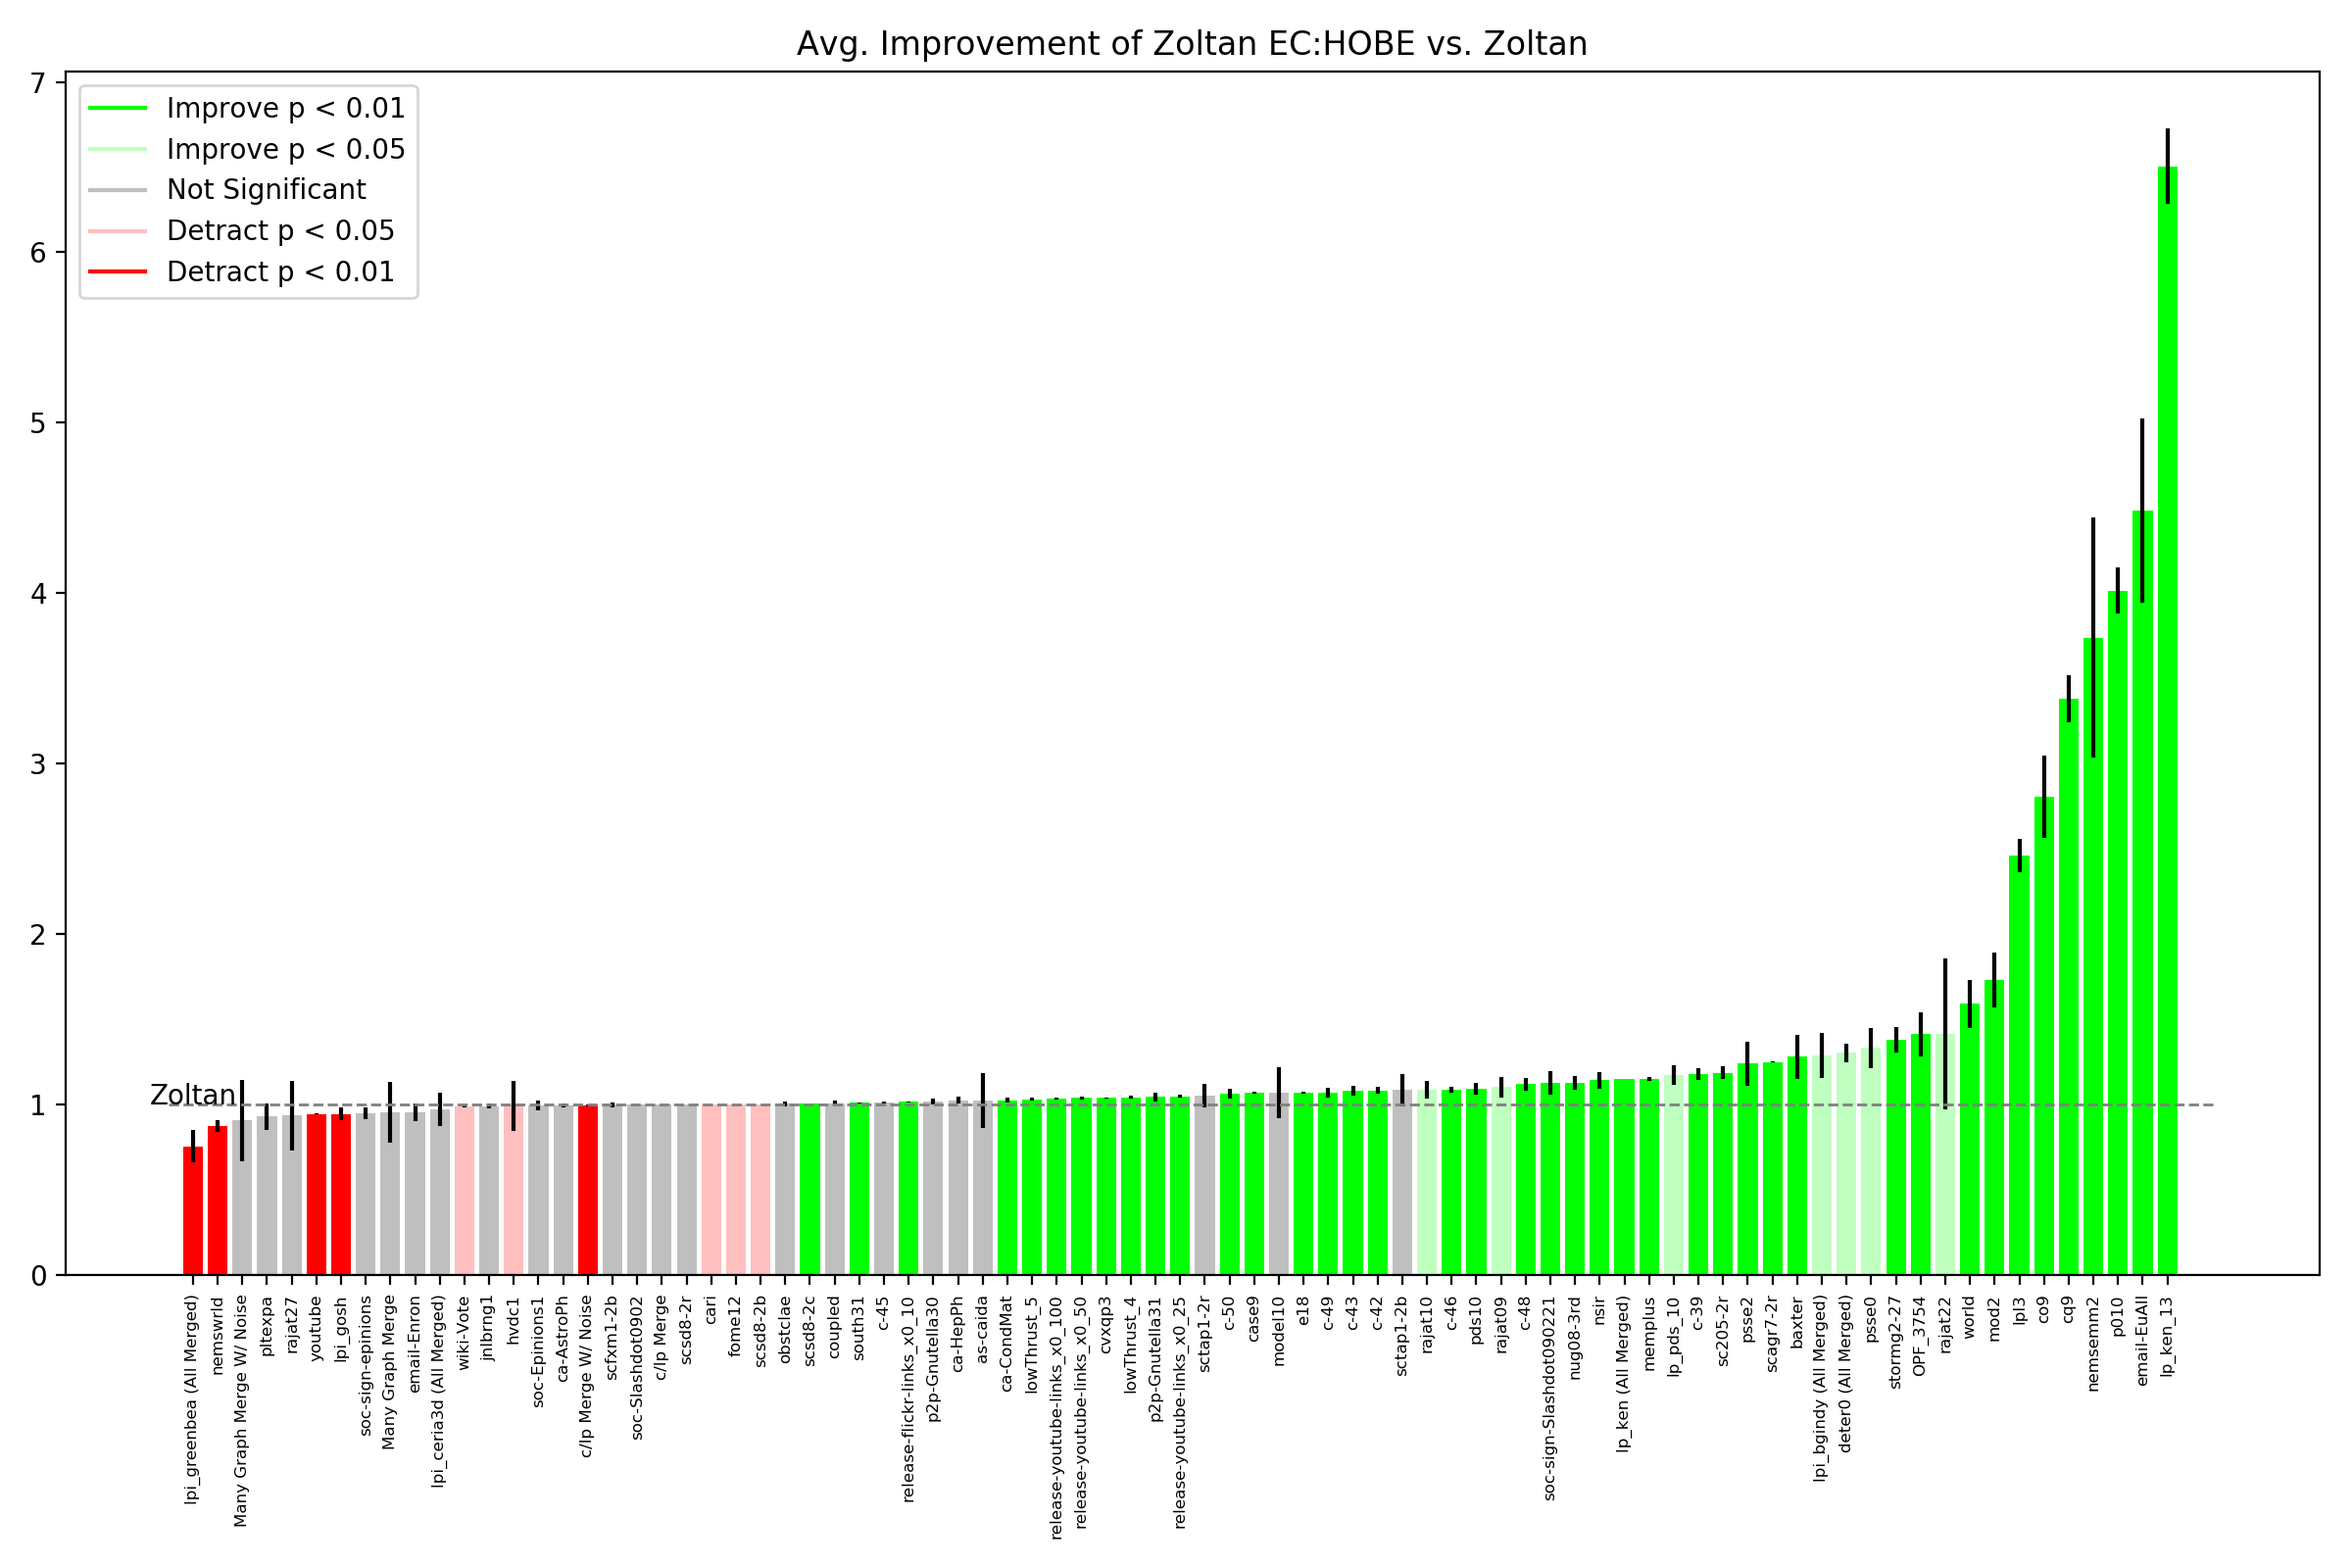 Avg. Improvement of Zoltan EC:HOBE vs. Zoltan
7
6
5
4
3
2
1
0
Improve p < 0.01
Improve p < 0.05
Not Significant
Detract p < 0.05
Detract p < 0.01
Zoltan
lpi_greenbea (All Merged)
nemswrld
Many Graph Merge W/ Noise
pltexpa
rajat27
youtube
lpi_gosh
soc-sign-epinions
Many Graph Merge
email-Enron
lpi_ceria3d (All Merged)
wiki-Vote
jnlbrng1
hvdc1
soc-Epinions1
ca-AstroPh
c/lp Merge W/ Noise
scfxm1-2b
soc-Slashdot0902
c/lp Merge
scsd8-2r
cari
fome12
scsd8-2b
obstclae
scsd8-2c
coupled
south31
c-45
release-flickr-links_x0_10
p2p-Gnutella30
ca-HepPh
as-caida
ca-CondMat
lowThrust_5
release-youtube-links_x0_100
release-youtube-links_x0_50
cvxqp3
lowThrust_4
p2p-Gnutella31
release-youtube-links_x0_25
sctap1-2r
c-50
case9
model10
e18
c-49
c-43
c-42
sctap1-2b
rajat10
c-46
pds10
rajat09
c-48
soc-sign-Slashdot090221
nug08-3rd
nsir
lp_ken (All Merged)
memplus
lp_pds_10
c-39
sc205-2r
psse2
scagr7-2r
baxter
lpi_bgindy (All Merged)
deter0 (All Merged)
psse0
stormg2-27
OPF_3754
rajat22
world
mod2
lpl3
co9
cq9
nemsemm2
p010
email-EuAll
lp_ken_13